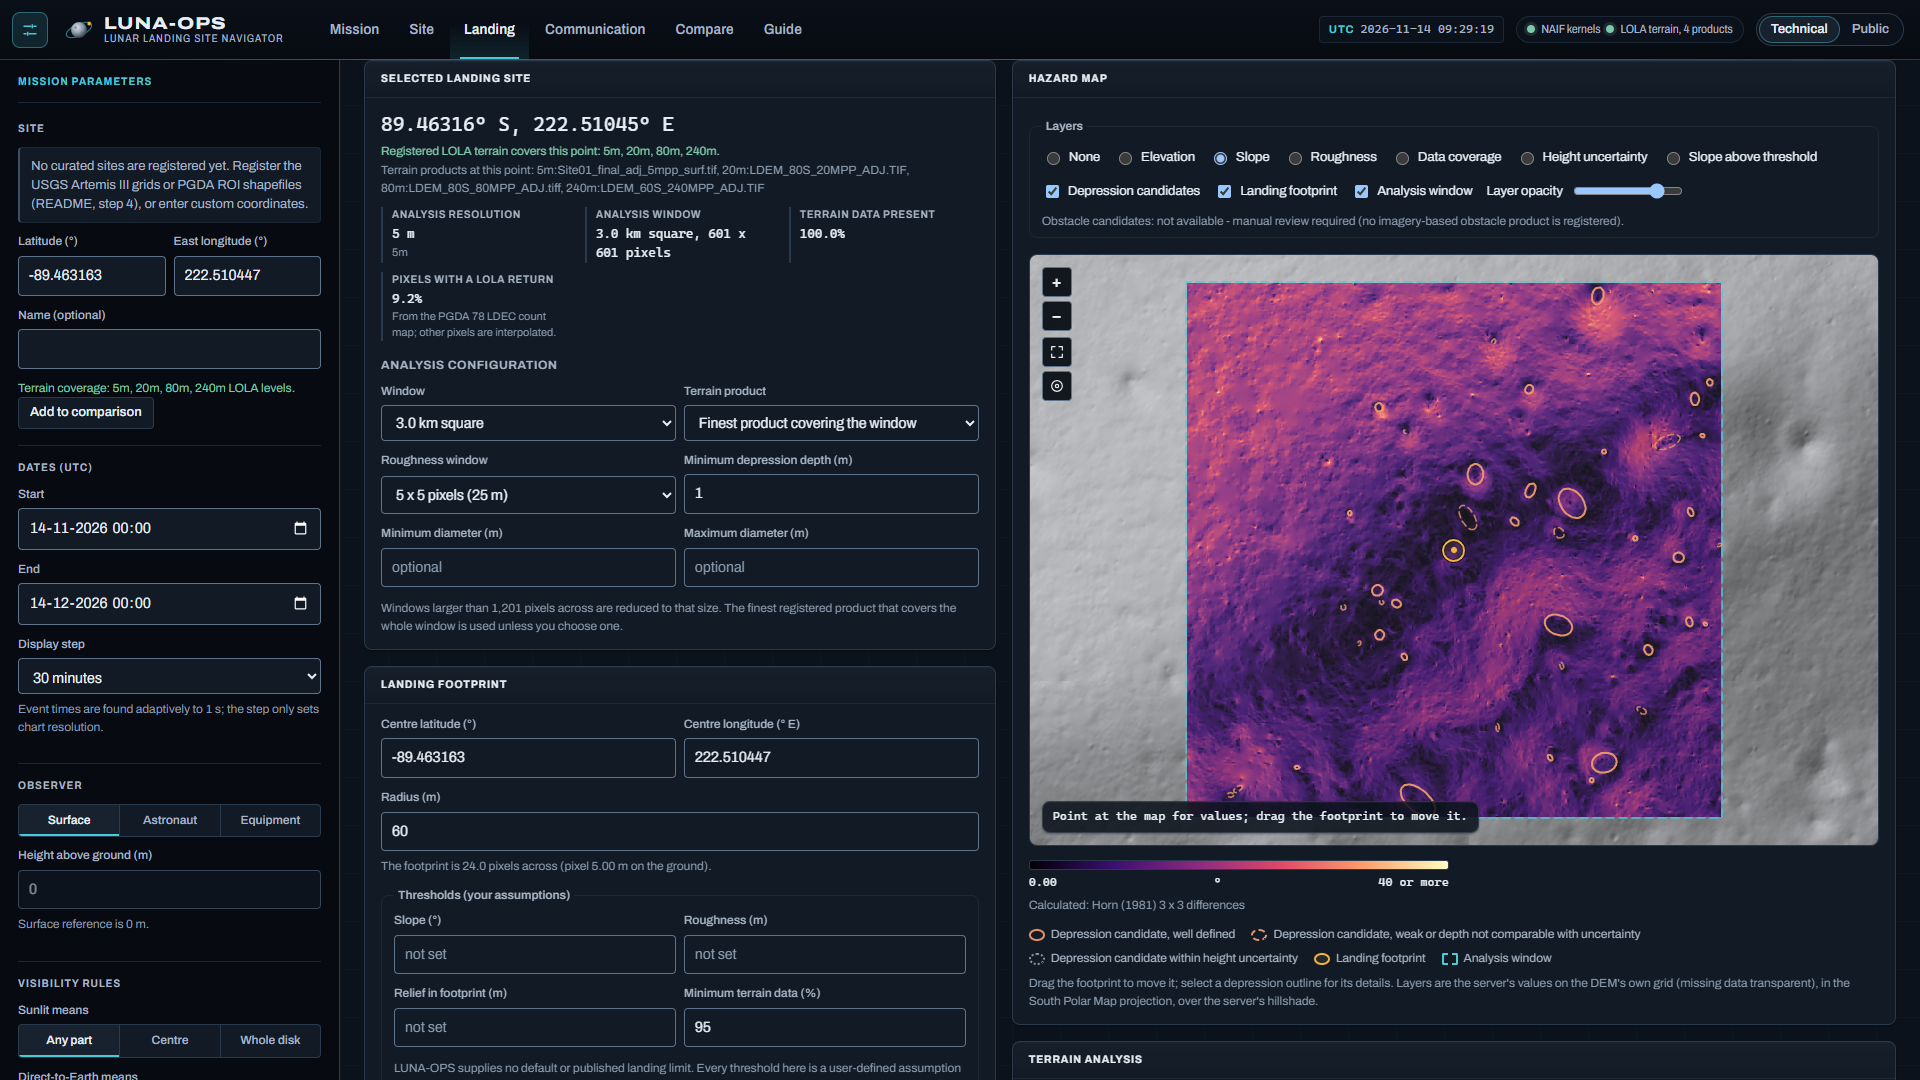 LUNA-OPS
LUNAR LANDING SITE NAVIGATOR
Mission
Site
Landing
Communication
Compare
Guide
UTC 2026-11-14 09:29:19
NAIF kernels
LOLA terrain, 4 products
Technical
Public
MISSION PARAMETERS
SITE
No curated sites are registered yet. Register the
USGS Artemis III grids or PGDA ROI shapefiles
(README, step 4), or enter custom coordinates.
Latitude (°)
East longitude (°)
-89.463163
222.510447
Name (optional)
Terrain coverage: 5m, 20m, 80m, 240m LOLA levels.
Add to comparison
DATES (UTC)
Start
14-11-2026 00:00
End
14-12-2026 00:00
Display step
30 minutes
Event times are found adaptively to 1 s; the step only sets
chart resolution.
OBSERVER
Surface
Astronaut
Equipment
Height above ground (m)
0
Surface reference is 0 m.
VISIBILITY RULES
Sunlit means
Any part
Centre
Whole disk
Direct-to-Earth means
SELECTED LANDING SITE
89.46316° S, 222.51045° E
Registered LOLA terrain covers this point: 5m, 20m, 80m, 240m.
Terrain products at this point: 5m:Site01_final_adj_5mpp_surf.tif, 20m:LDEM_80S_20MPP_ADJ.TIF,
80m:LDEM_80S_80MPP_ADJ.tiff, 240m:LDEM_60S_240MPP_ADJ.TIF
ANALYSIS RESOLUTION
5 m
5m
ANALYSIS WINDOW
3.0 km square, 601 x
601 pixels
TERRAIN DATA PRESENT
100.0%
PIXELS WITH A LOLA RETURN
9.2%
From the PGDA 78 LDEC count
map; other pixels are interpolated.
ANALYSIS CONFIGURATION
Window
Terrain product
3.0 km square
Finest product covering the window
Roughness window
Minimum depression depth (m)
5 x 5 pixels (25 m)
1
Minimum diameter (m)
Maximum diameter (m)
optional
optional
Windows larger than 1,201 pixels across are reduced to that size. The finest registered product that covers the
whole window is used unless you choose one.
LANDING FOOTPRINT
Centre latitude (°)
Centre longitude (° E)
-89.463163
222.510447
Radius (m)
60
The footprint is 24.0 pixels across (pixel 5.00 m on the ground).
Thresholds (your assumptions)
Slope (°)
Roughness (m)
not set
not set
Relief in footprint (m)
Minimum terrain data (%)
not set
95
LUNA-OPS supplies no default or published landing limit. Every threshold here is a user-defined assumption
HAZARD MAP
Layers
None
Elevation
Slope
Roughness
Data coverage
Height uncertainty
Slope above threshold
Depression candidates
Landing footprint
Analysis window
Layer opacity
Obstacle candidates: not available - manual review required (no imagery-based obstacle product is registered).
+
−
Point at the map for values; drag the footprint to move it.
0.00
°
40 or more
Calculated: Horn (1981) 3 x 3 differences
Depression candidate, well defined
Depression candidate, weak or depth not comparable with uncertainty
Depression candidate within height uncertainty
Landing footprint
Analysis window
Drag the footprint to move it; select a depression outline for its details. Layers are the server's values on the DEM's own grid (missing data transparent), in the
South Polar Map projection, over the server's hillshade.
TERRAIN ANALYSIS